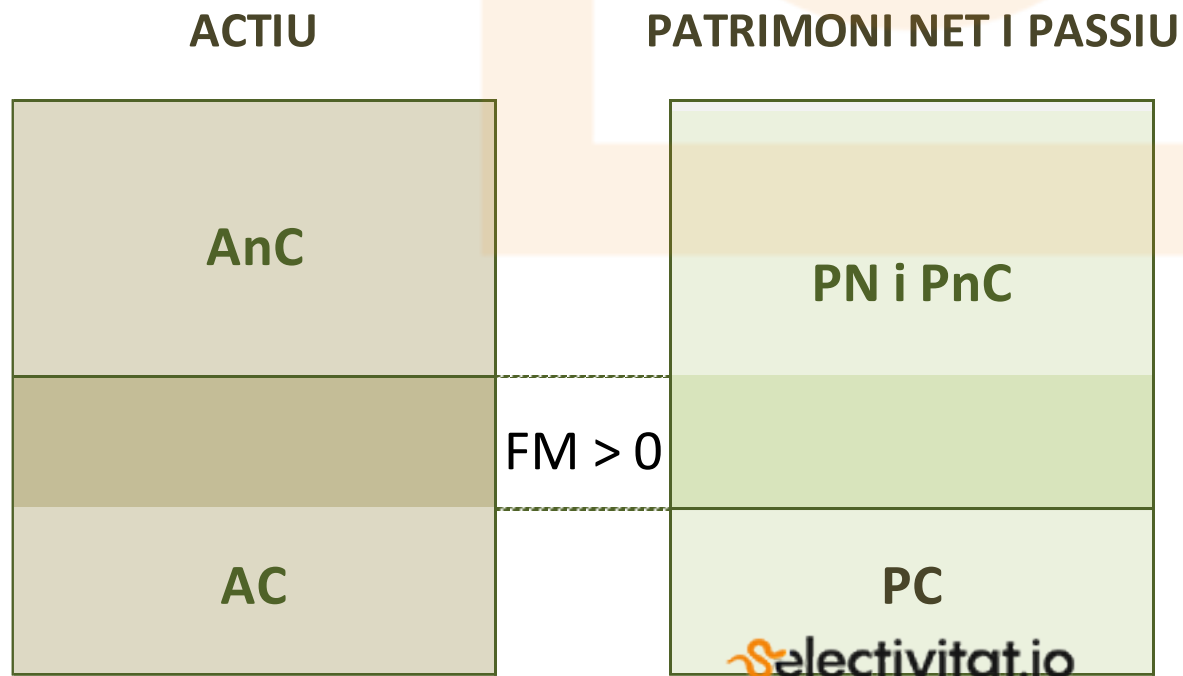 ACTIU
PATRIMONI NET I PASSIU
AnC
PN i PnC
FM > 0
AC
PC
Selectivitat.io